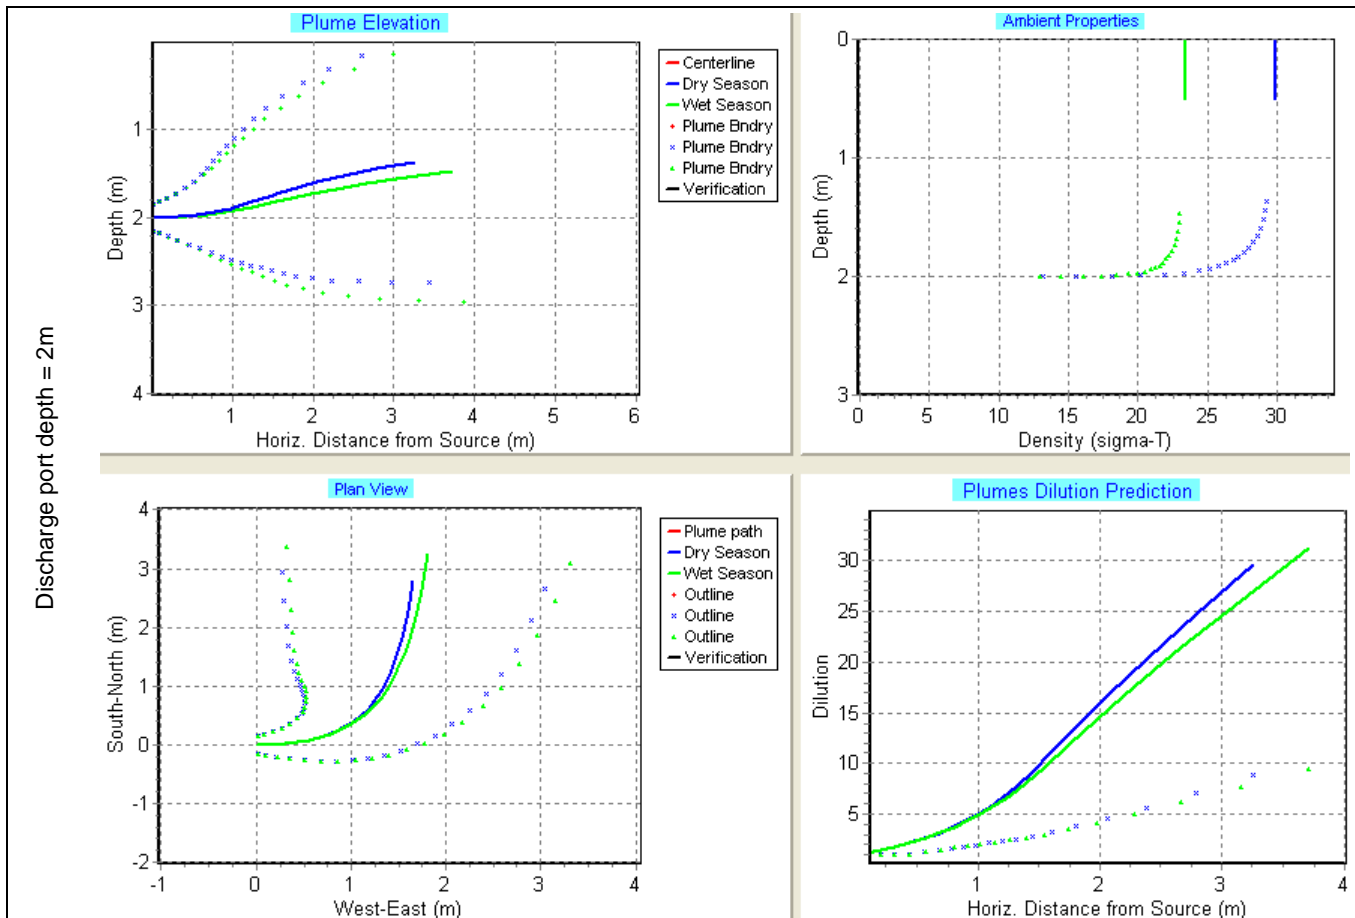 Discharge port depth = 2m
Plume Elevation
Depth (m)
1
2
3
4
1 2 3 4 5 6
Horiz. Distance from Source (m)
Centerline
Dry Season
Wet Season
Plume Bndry
Plume Bndry
Plume Bndry
Verification
Ambient Properties
Depth (m)
0
1
2
3
0 5 10 15 20 25 30
Density (sigma-T)
Plan View
South-North (m)
4
3
2
1
0
-1
-2
-1 0 1 2 3 4
West-East (m)
Plume path
Dry Season
Wet Season
Outline
Outline
Outline
Verification
Plumes Dilution Prediction
Dilution
30
25
20
15
10
5
1 2 3 4
Horiz. Distance from Source (m)